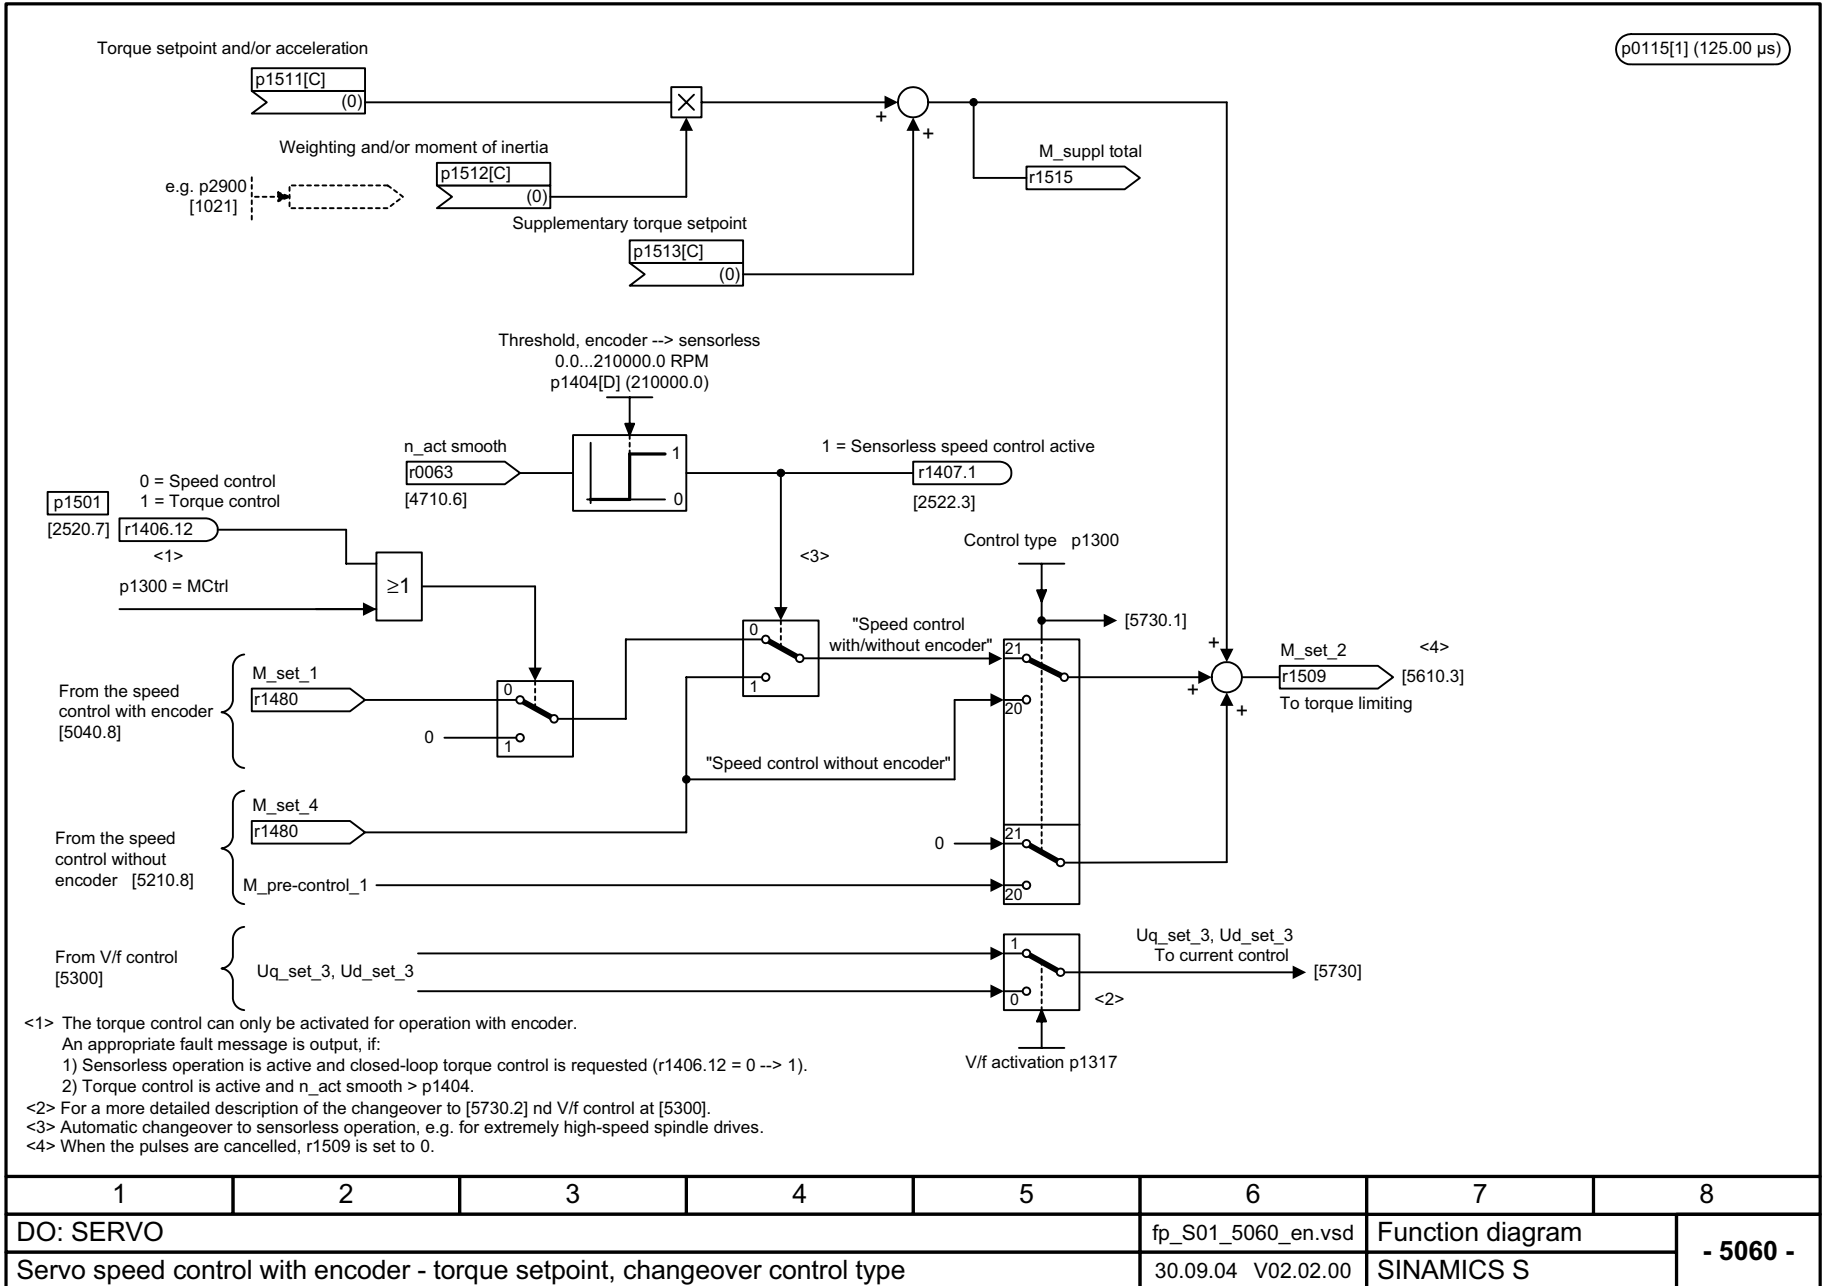 Torque setpoint and/or acceleration
p0115[1] (125.00 µs)
p1511[C]
(0)
+
+
Weighting and/or moment of inertia
M_suppl total
p1512[C]
r1515
e.g. p2900
[1021]
(0)
Supplementary torque setpoint
p1513[C]
(0)
Threshold, encoder --> sensorless
0.0...210000.0 RPM
p1404[D] (210000.0)
n_act smooth
1 = Sensorless speed control active
r0063
1
r1407.1
[4710.6]
0
[2522.3]
0 = Speed control
p1501
1 = Torque control
[2520.7]
r1406.12
<1>
p1300 = MCtrl
≥1
<3>
Control type p1300
[5730.1]
0
1
"Speed control
with/without encoder"
21
20
+
+
+
M_set_2
<4>
r1509
[5610.3]
To torque limiting
From the speed
control with encoder
[5040.8]
M_set_1
r1480
0
0
1
"Speed control without encoder"
M_set_4
r1480
From the speed
control without
encoder [5210.8]
0
21
M_pre-control_1
20
From V/f control
[5300]
Uq_set_3, Ud_set_3
1
0
Uq_set_3, Ud_set_3
To current control
[5730]
<2>
V/f activation p1317
<1> The torque control can only be activated for operation with encoder.
An appropriate fault message is output, if:
1) Sensorless operation is active and closed-loop torque control is requested (r1406.12 = 0 --> 1).
2) Torque control is active and n_act smooth > p1404.
<2> For a more detailed description of the changeover to [5730.2] nd V/f control at [5300].
<3> Automatic changeover to sensorless operation, e.g. for extremely high-speed spindle drives.
<4> When the pulses are cancelled, r1509 is set to 0.
1 2 3 4 5 6 7 8
DO: SERVO
fp_S01_5060_en.vsd
Function diagram
- 5060 -
Servo speed control with encoder - torque setpoint, changeover control type
30.09.04 V02.02.00
SINAMICS S